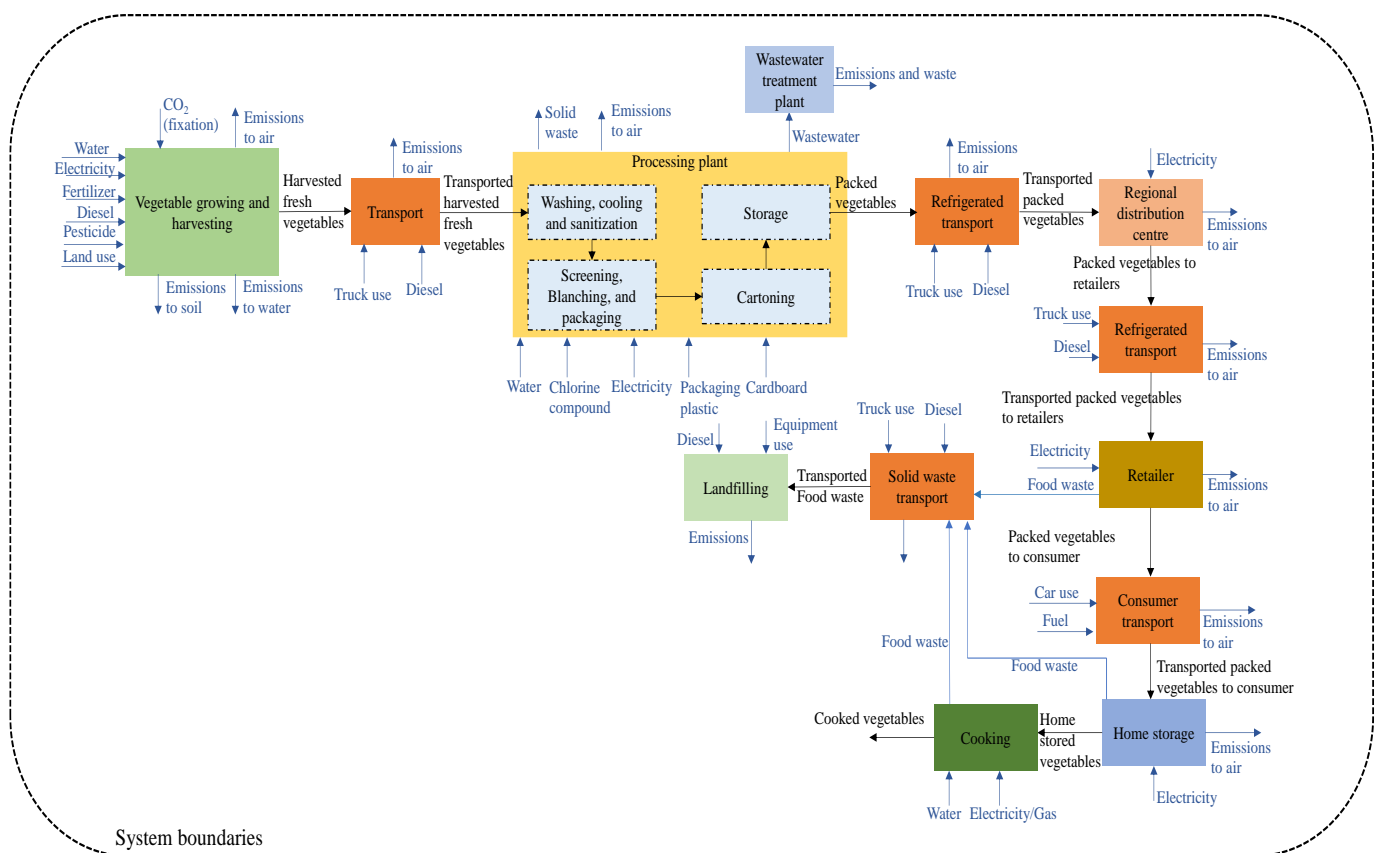 Wastewater
treatment
plant
Emissions and waste
Wastewater
CO2
(fixation)
Emissions
to air
Water
Electricity
Fertilizer
Diesel
Pesticide
Land use
Vegetable growing and
harvesting
Emissions
to soil
Emissions
to water
Harvested
fresh
vegetables
Emissions
to air
Transport
Truck use
Diesel
Transported
harvested
fresh
vegetables
Solid
waste
Emissions
to air
Processing plant
Washing, cooling
and sanitization
Screening,
Blanching, and
packaging
Storage
Cartoning
Water
Chlorine
compound
Electricity
Packaging
plastic
Cardboard
Packed
vegetables
Emissions
to air
Refrigerated
transport
Truck use
Diesel
Transported
packed
vegetables
Electricity
Regional
distribution
centre
Emissions
to air
Packed vegetables to
retailers
Truck use
Diesel
Refrigerated
transport
Emissions
to air
Transported packed vegetables
to retailers
Electricity
Food waste
Retailer
Emissions
to air
Truck use
Diesel
Solid waste
transport
Transported
Food waste
Diesel
Equipment
use
Landfilling
Emissions
Packed vegetables
to consumer
Car use
Fuel
Consumer
transport
Emissions
to air
Food waste
Food waste
Transported packed
vegetables to consumer
Cooked vegetables
Cooking
Home
stored
vegetables
Home storage
Emissions
to air
Water
Electricity/Gas
Electricity
System boundaries